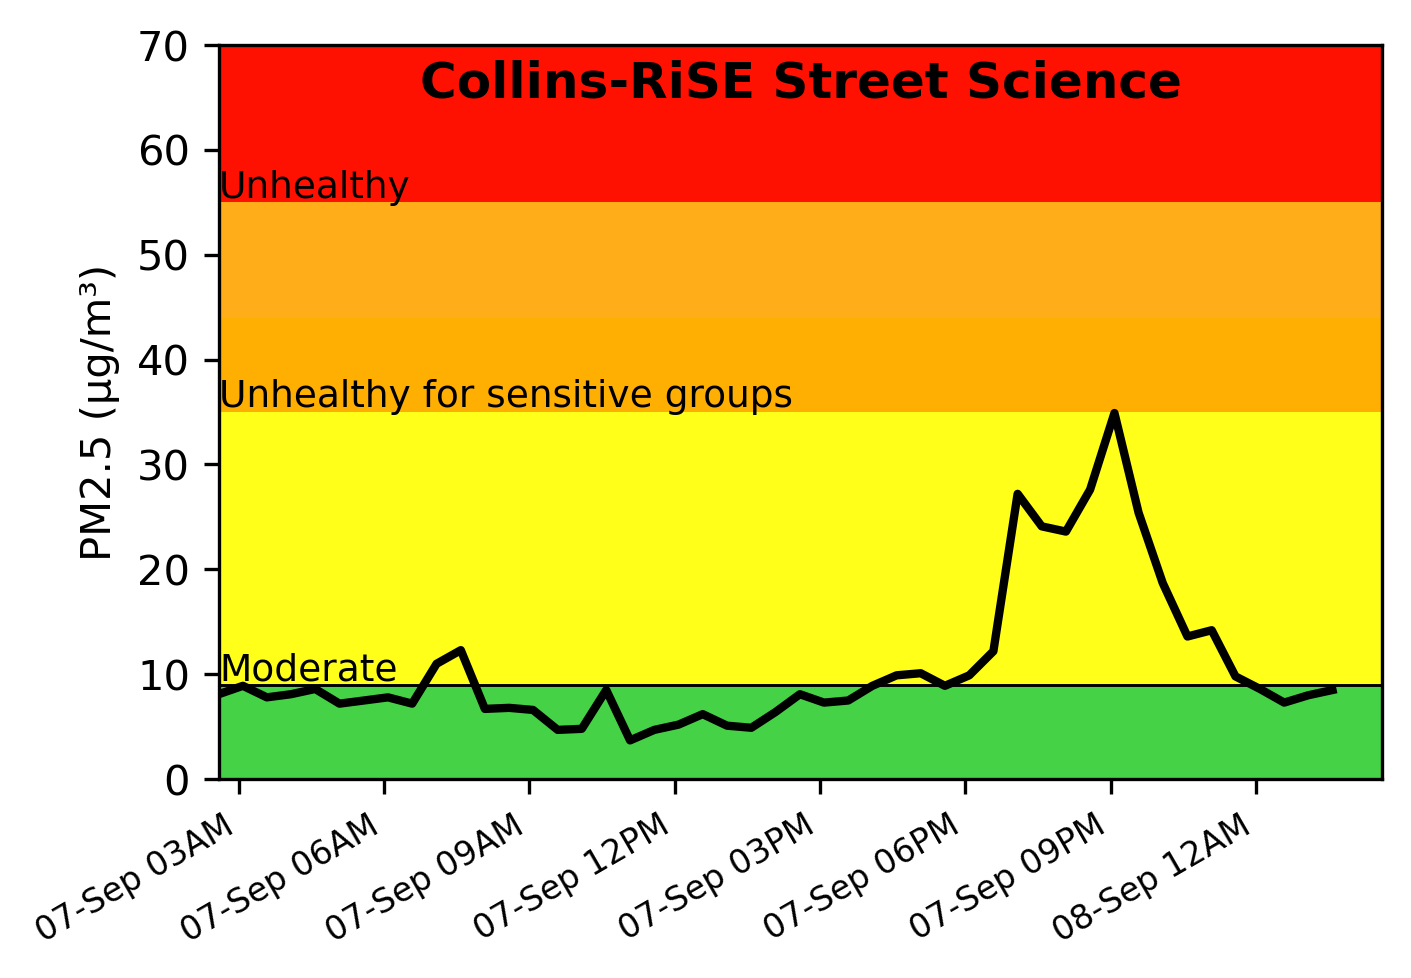 Collins-RiSE Street Science
70
60
50
40
30
20
10
0
PM2.5 (µg/m³)
Unhealthy
Unhealthy for sensitive groups
Moderate
07-Sep 03AM
07-Sep 06AM
07-Sep 09AM
07-Sep 12PM
07-Sep 03PM
07-Sep 06PM
07-Sep 09PM
08-Sep 12AM